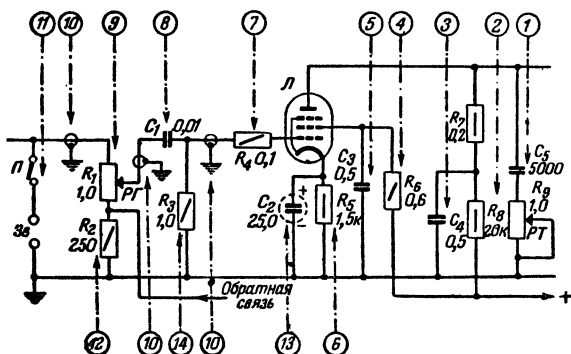 11 10 9 8 7 5 4 3 2 1
C₁ 0,01
R₄ 0,1
Л
П
R₁
1,0
РГ
R₂
250
R₃
1,0
C₂
25,0
+
−
R₅
1,5к
C₃
0,5
R₆
0,6
R₇
0,2
C₄
0,5
R₈
20к
C₅
5000
R₉
1,0
РТ
Зв
Обратная
связь
+
12 10 14 10 13 6